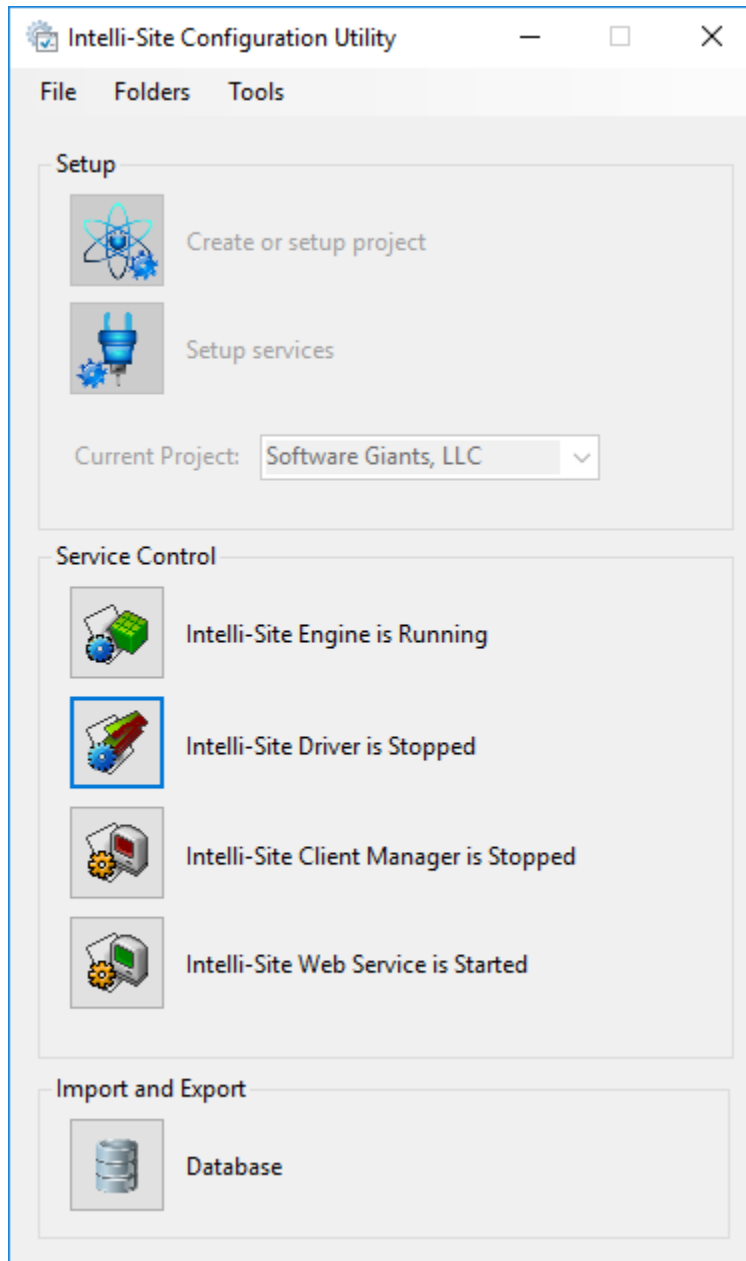 Intelli-Site Configuration Utility
File Folders Tools
Setup
Create or setup project
Setup services
Current Project: Software Giants, LLC
Service Control
Intelli-Site Engine is Running
Intelli-Site Driver is Stopped
Intelli-Site Client Manager is Stopped
Intelli-Site Web Service is Started
Import and Export
Database